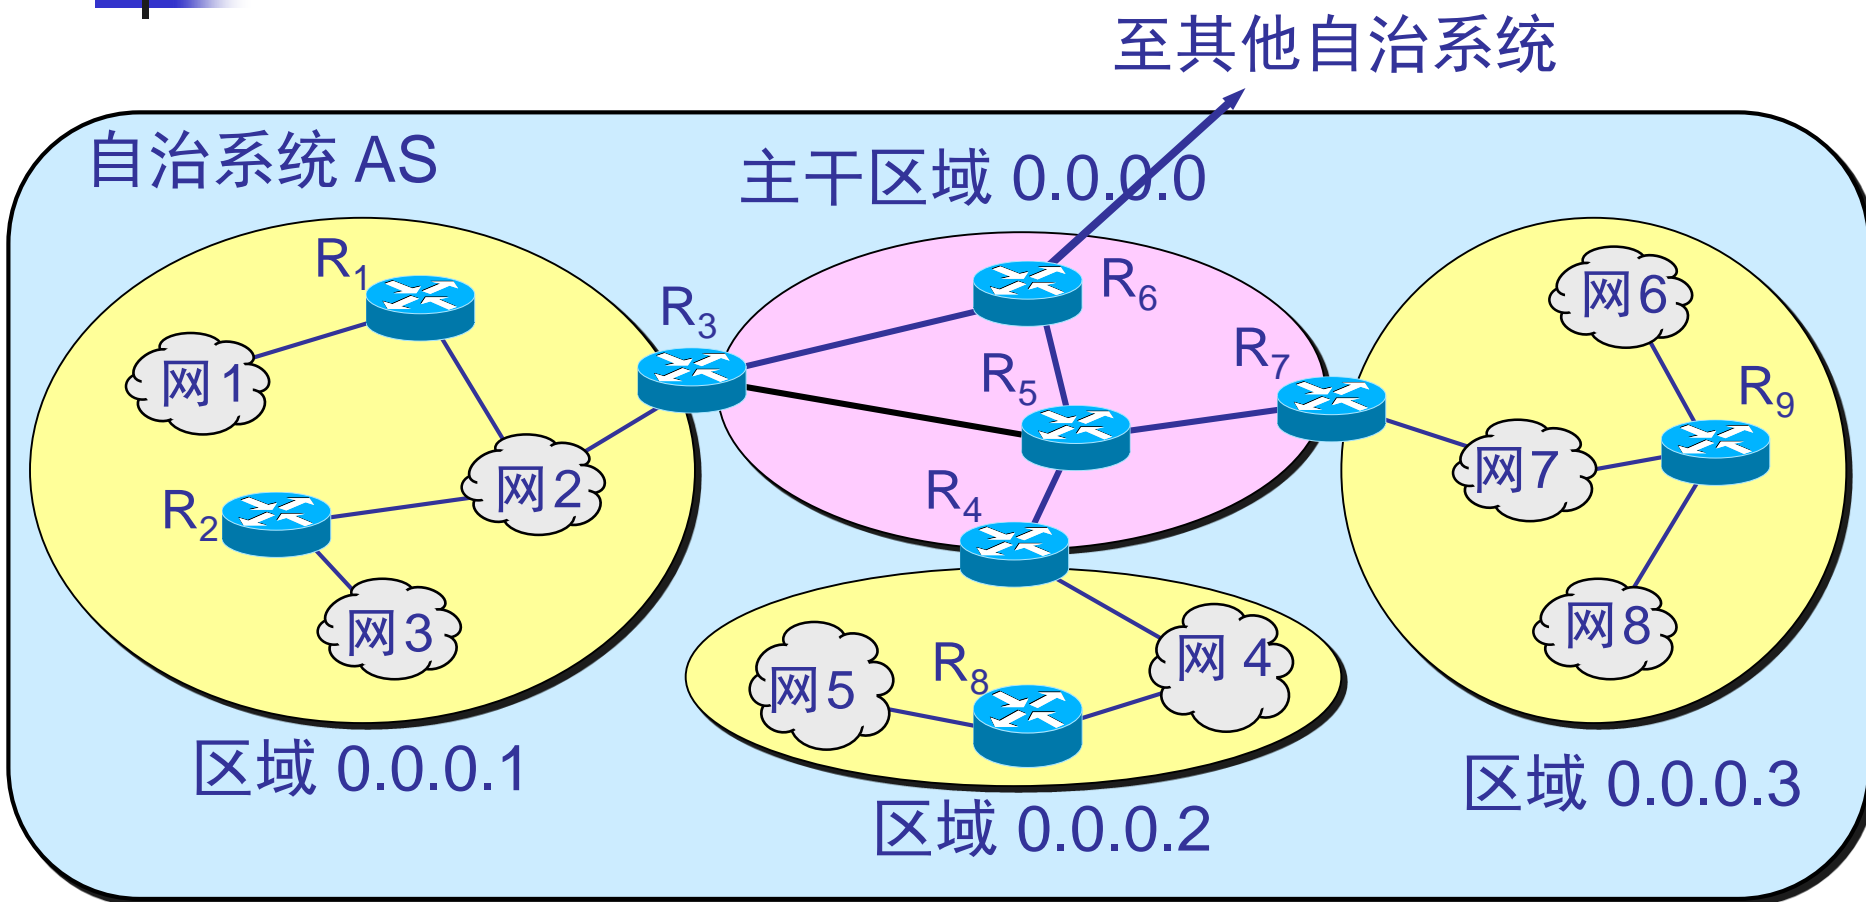 至其他自治系统
自治系统 AS
主干区域 0.0.0.0
R1
R6
R3
网6
R7
网1
R5
R9
网2
网7
R2
R4
网3
网8
网5
R8
网 4
区域 0.0.0.1
区域 0.0.0.2
区域 0.0.0.3